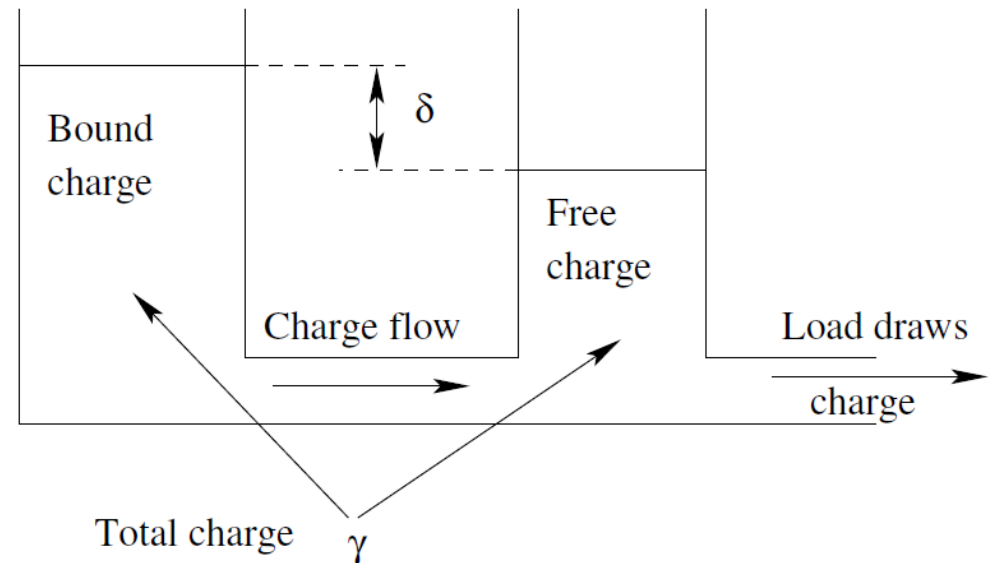 δ
Bound
charge
Free
charge
Charge flow
Load draws
charge
Total charge γ